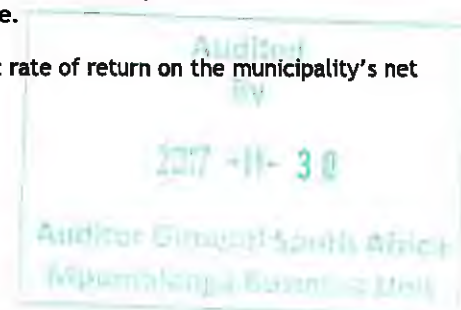 e.
rate of return on the municipality's net
Audited
By
2017 -11- 30
Auditor General South Africa
Mpumalanga Business Unit